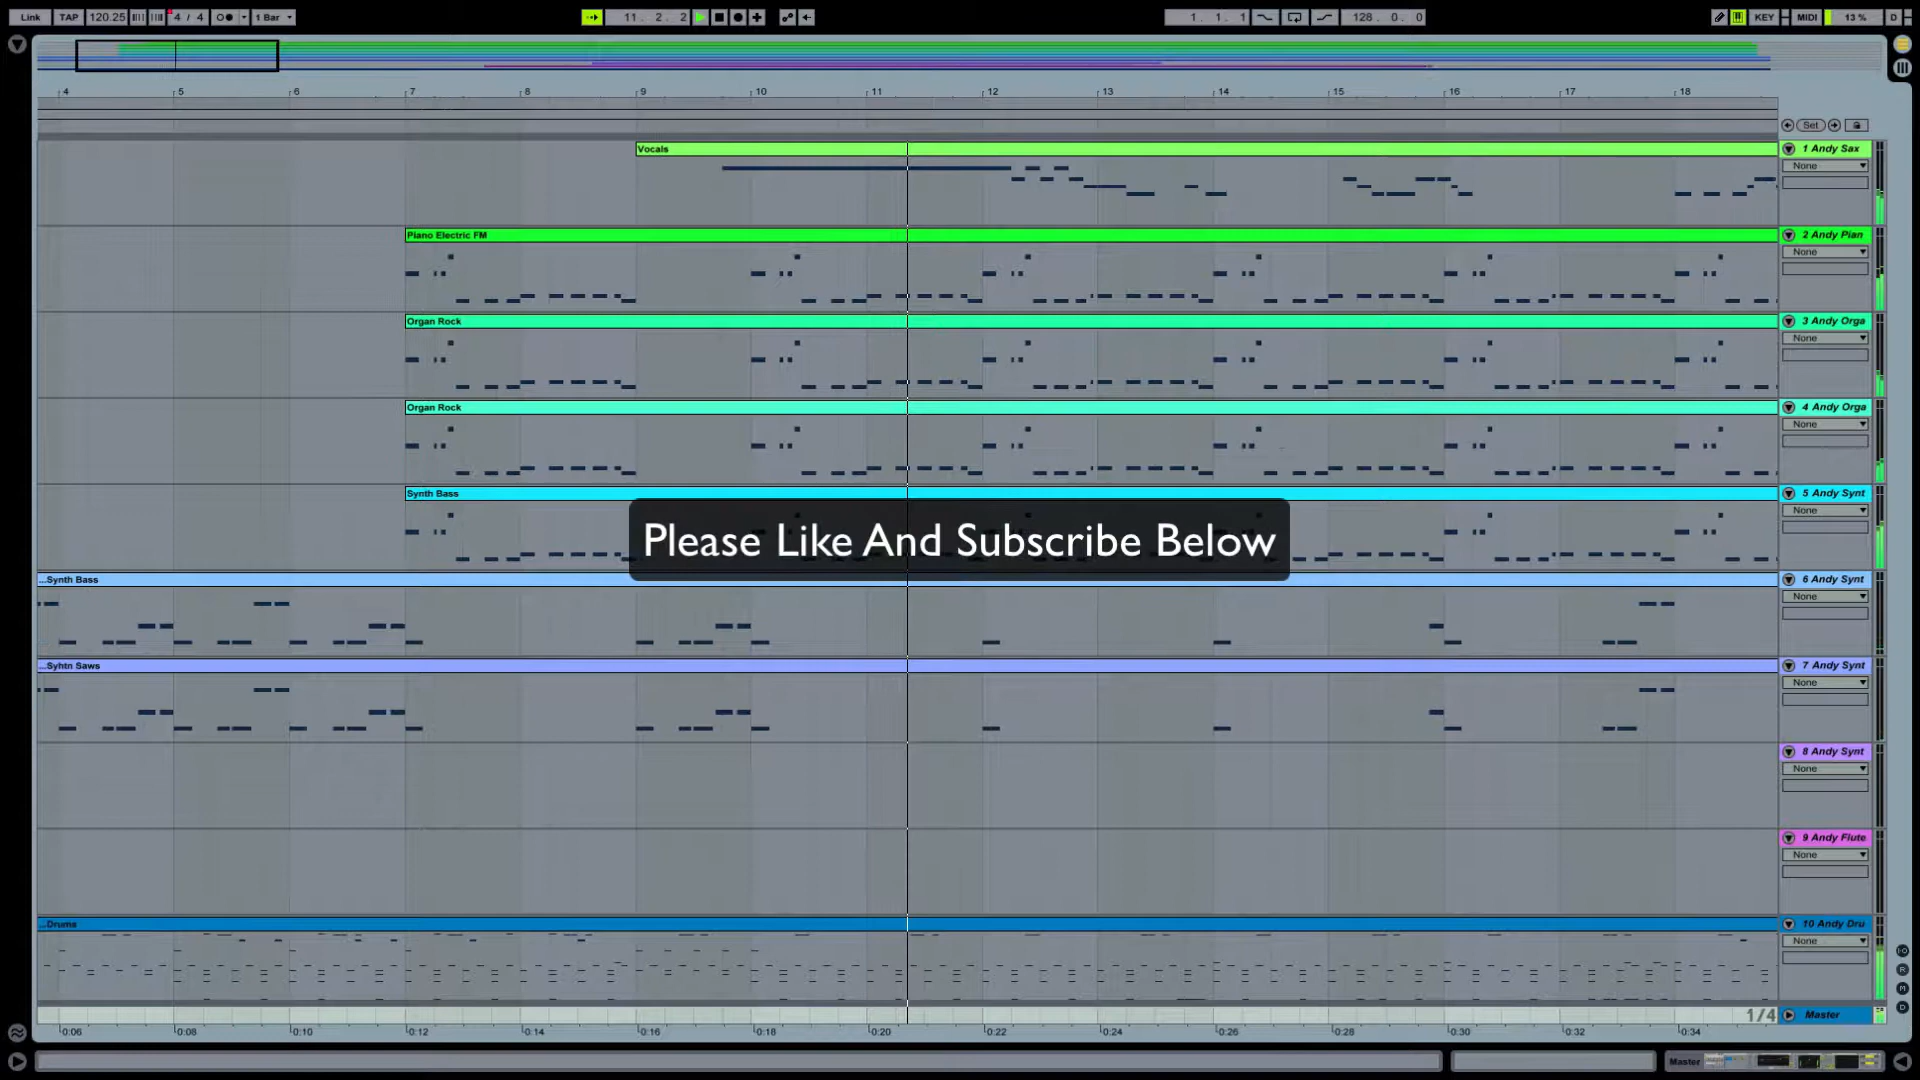 Link TAP 120.25 4 / 4 1 Bar 11 . 2 . 2 1 . 1 . 1 128 . 0 . 0 KEY MIDI 13 % D
4 5 6 7 8 9 10 11 12 13 14 15 16 17 18
Set
Vocals 1 Andy Sax
None
Piano Electric FM 2 Andy Pian
None
Organ Rock 3 Andy Orga
None
Organ Rock 4 Andy Orga
None
Synth Bass 5 Andy Synt
None
Please Like And Subscribe Below
...Synth Bass 6 Andy Synt
None
...Syhtn Saws 7 Andy Synt
None
8 Andy Synt
None
9 Andy Flute
None
...Drums 10 Andy Dru
None
1/4 Master
0:06 0:08 0:10 0:12 0:14 0:16 0:18 0:20 0:22 0:24 0:26 0:28 0:30 0:32 0:34
Master